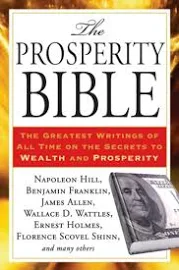 THE
PROSPERITY
BIBLE
THE GREATEST WRITINGS OF
ALL TIME ON THE SECRETS TO
WEALTH AND PROSPERITY
NAPOLEON HILL,
BENJAMIN FRANKLIN,
JAMES ALLEN,
WALLACE D. WATTLES,
ERNEST HOLMES,
FLORENCE SCOVEL SHINN,
and many others